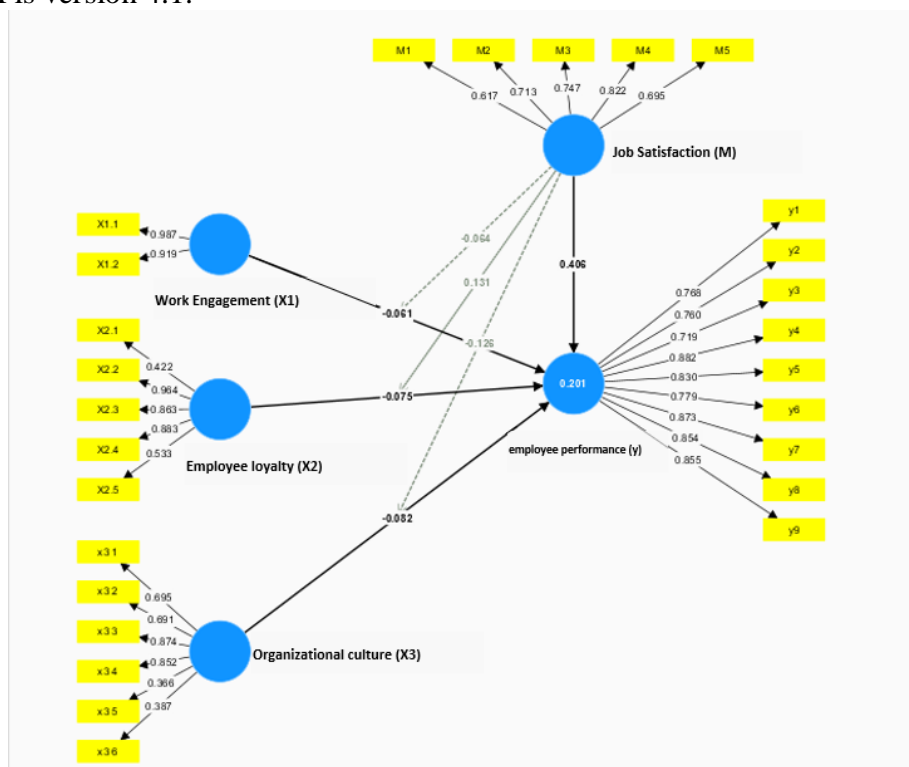 M1 M2 M3 M4 M5
0.617 0.713 0.747 0.822 0.695
Job Satisfaction (M)
X1.1
X1.2
0.987
0.919
Work Engagement (X1)
-0.064
0.131
-0.126
0.406
-0.061
-0.075
-0.082
X2.1
X2.2
X2.3
X2.4
X2.5
0.422
0.964
0.863
0.883
0.533
Employee loyalty (X2)
0.201
employee performance (y)
y1
y2
y3
y4
y5
y6
y7
y8
y9
0.768
0.760
0.719
0.882
0.830
0.779
0.873
0.854
0.855
x31
x32
x33
x34
x35
x36
0.695
0.691
0.874
0.852
0.366
0.387
Organizational culture (X3)